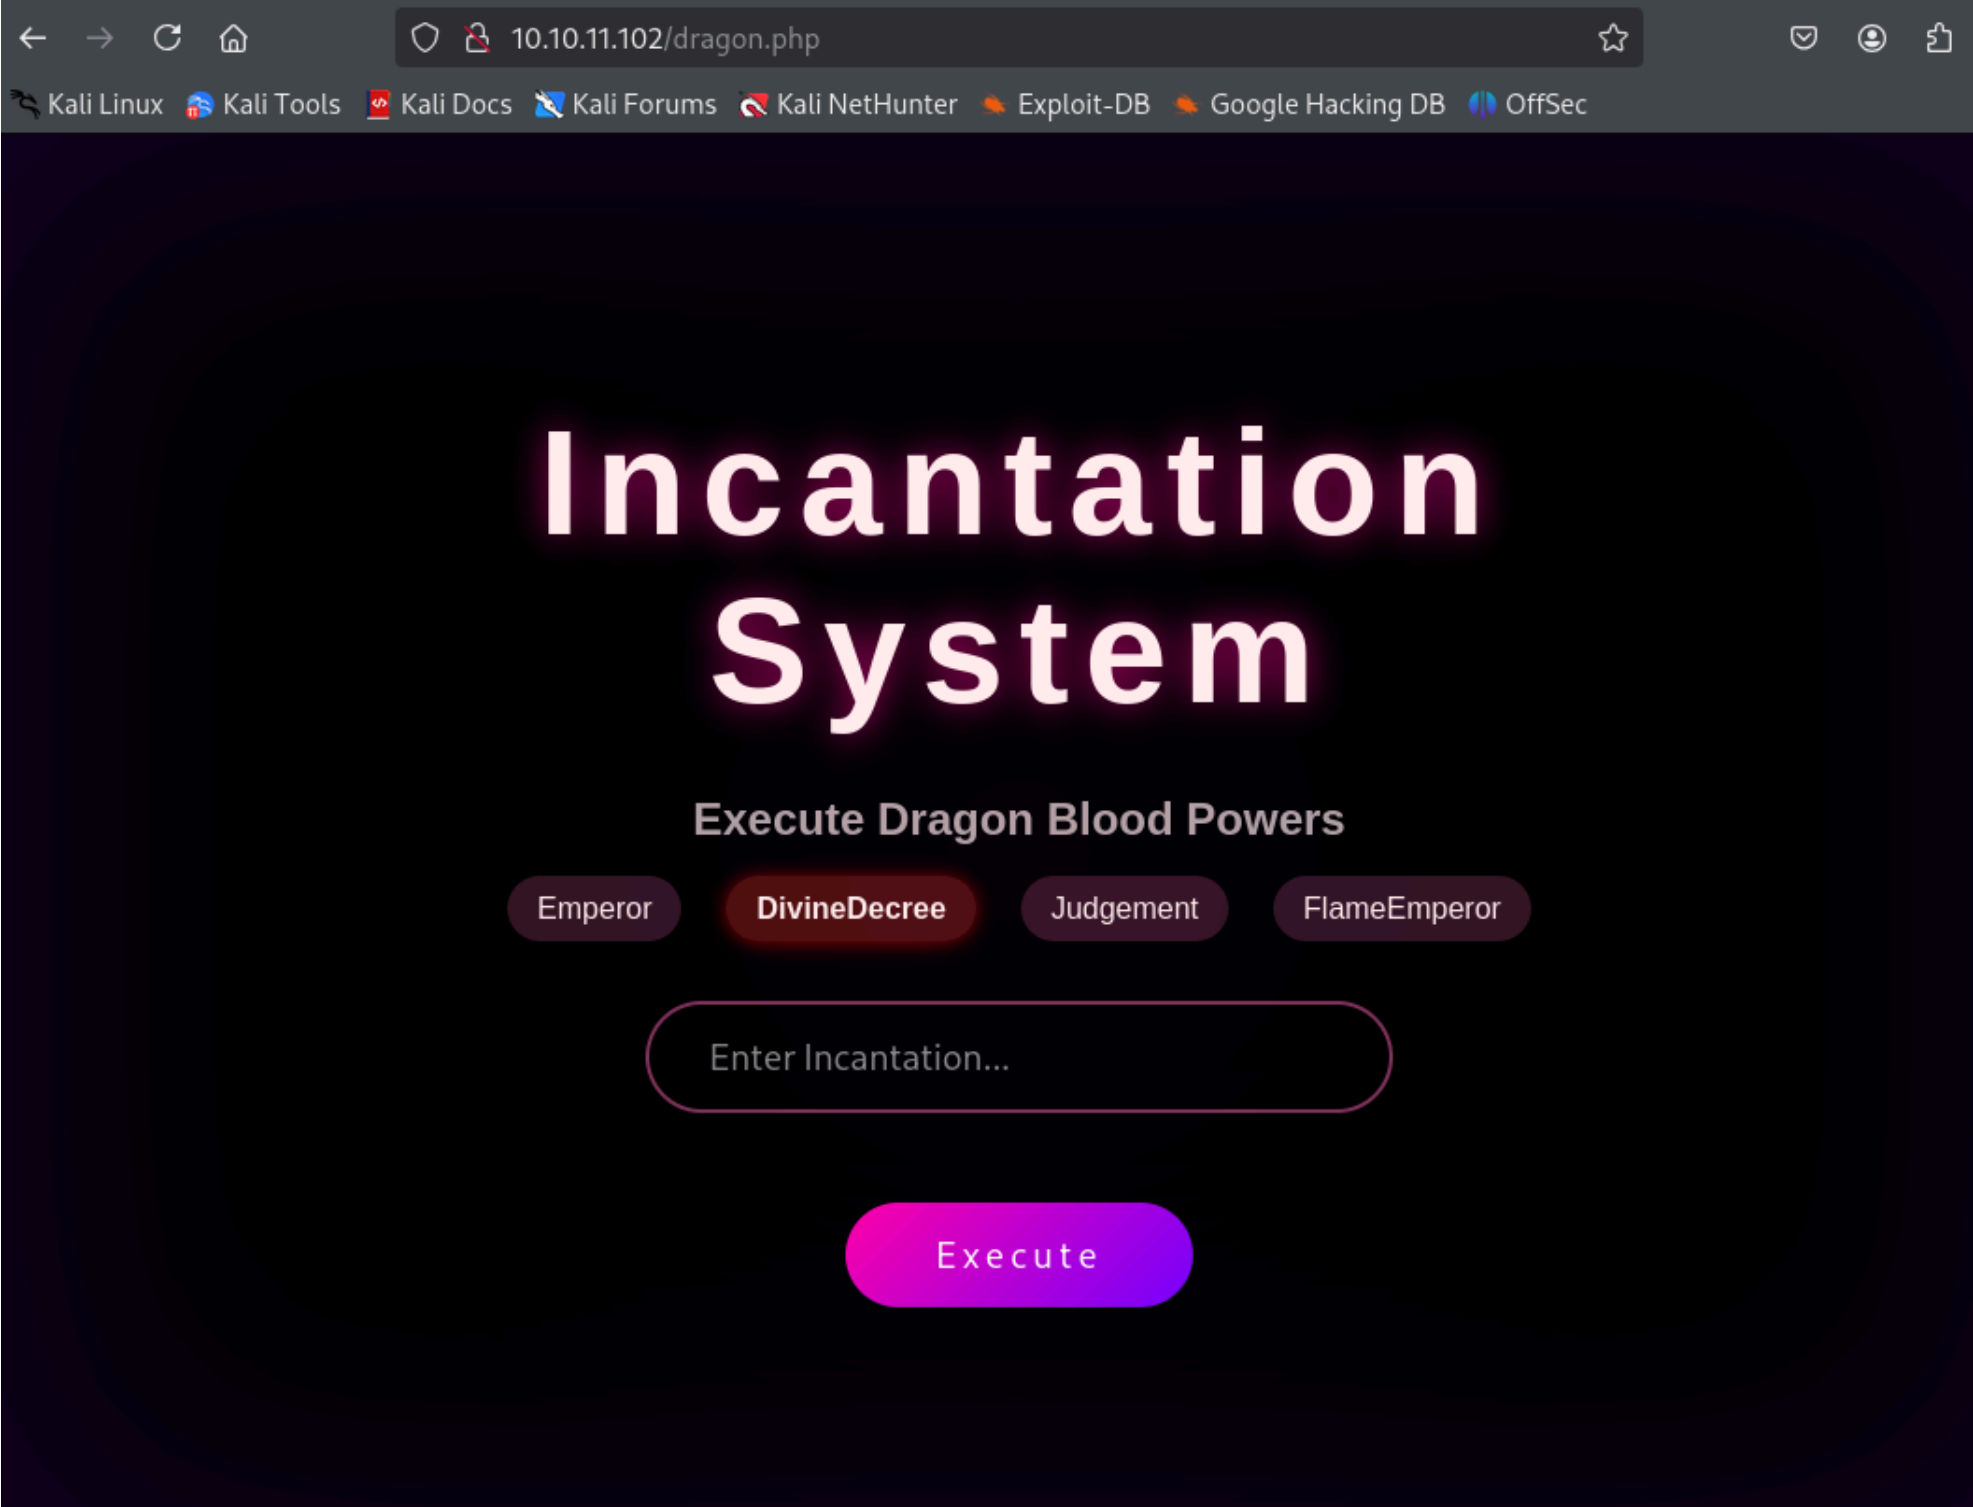 10.10.11.102/dragon.php
Kali Linux Kali Tools Kali Docs Kali Forums Kali NetHunter Exploit-DB Google Hacking DB OffSec
Incantation
System
Execute Dragon Blood Powers
Emperor DivineDecree Judgement FlameEmperor
Enter Incantation...
Execute